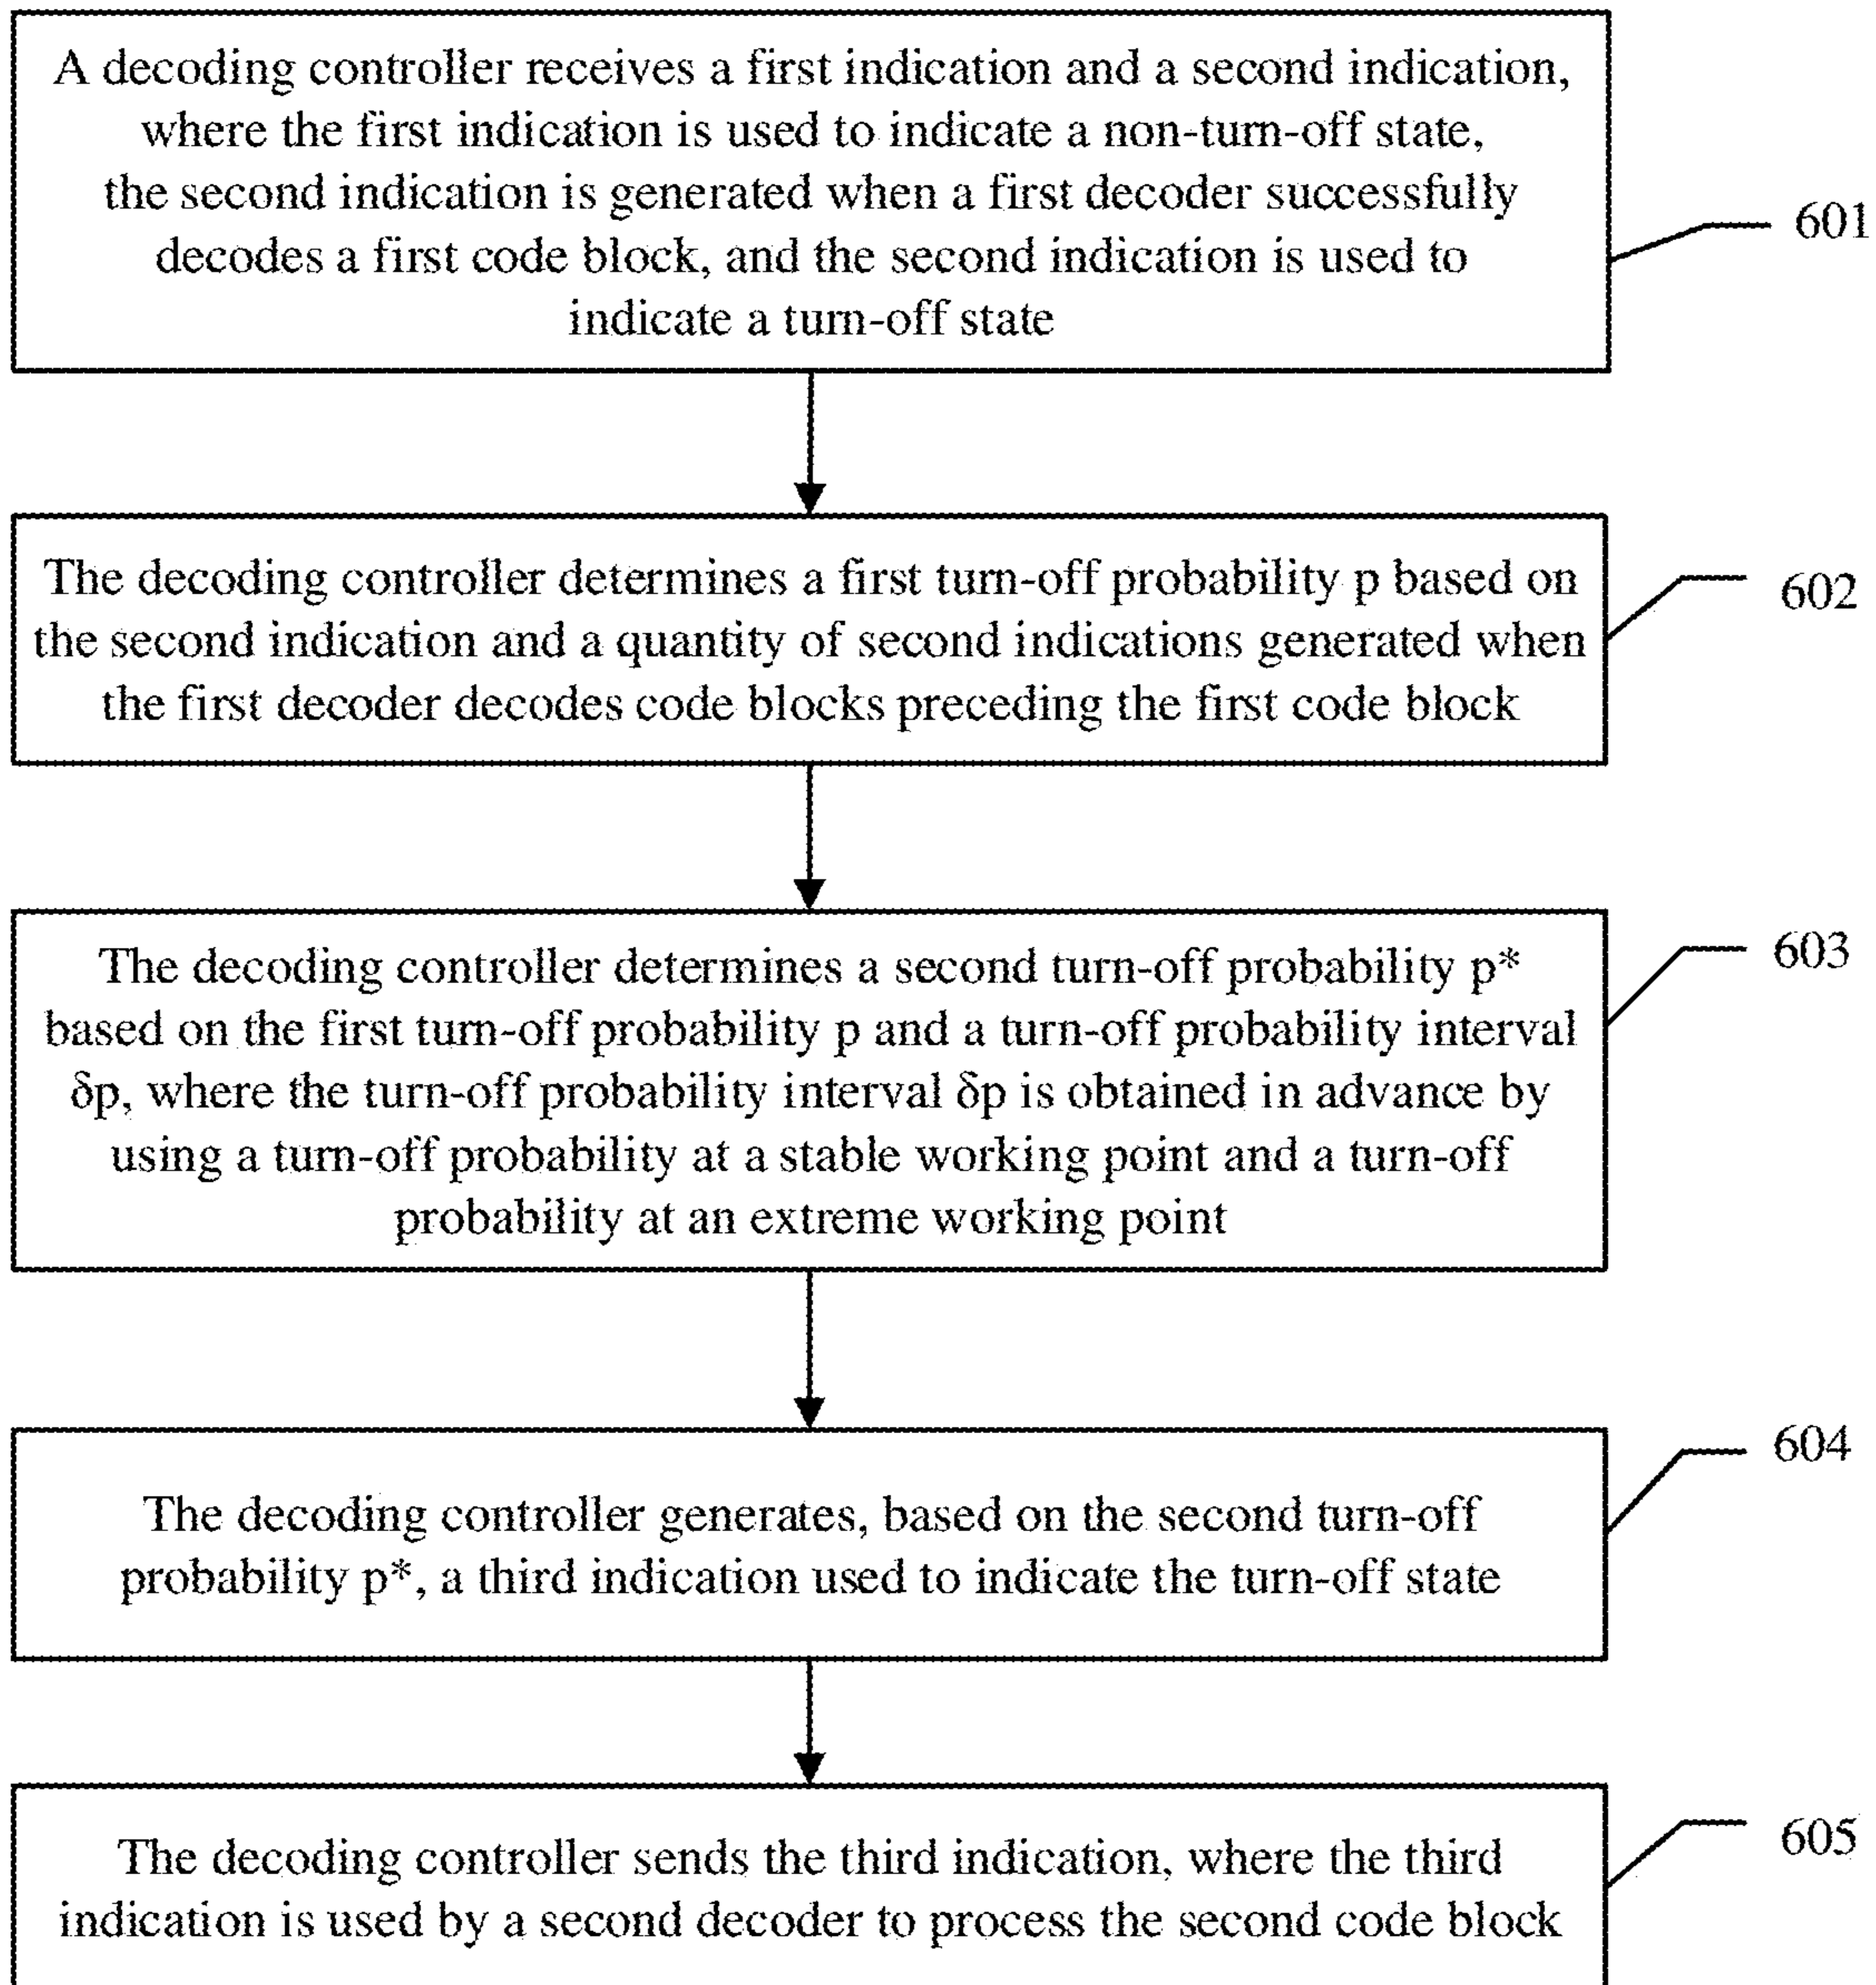 A decoding controller receives a first indication and a second indication,
where the first indication is used to indicate a non-turn-off state,
the second indication is generated when a first decoder successfully
decodes a first code block, and the second indication is used to
indicate a turn-off state
601
The decoding controller determines a first turn-off probability p based on
the second indication and a quantity of second indications generated when
the first decoder decodes code blocks preceding the first code block
602
The decoding controller determines a second turn-off probability p*
based on the first turn-off probability p and a turn-off probability interval
δp, where the turn-off probability interval δp is obtained in advance by
using a turn-off probability at a stable working point and a turn-off
probability at an extreme working point
603
The decoding controller generates, based on the second turn-off
probability p*, a third indication used to indicate the turn-off state
604
The decoding controller sends the third indication, where the third
indication is used by a second decoder to process the second code block
605